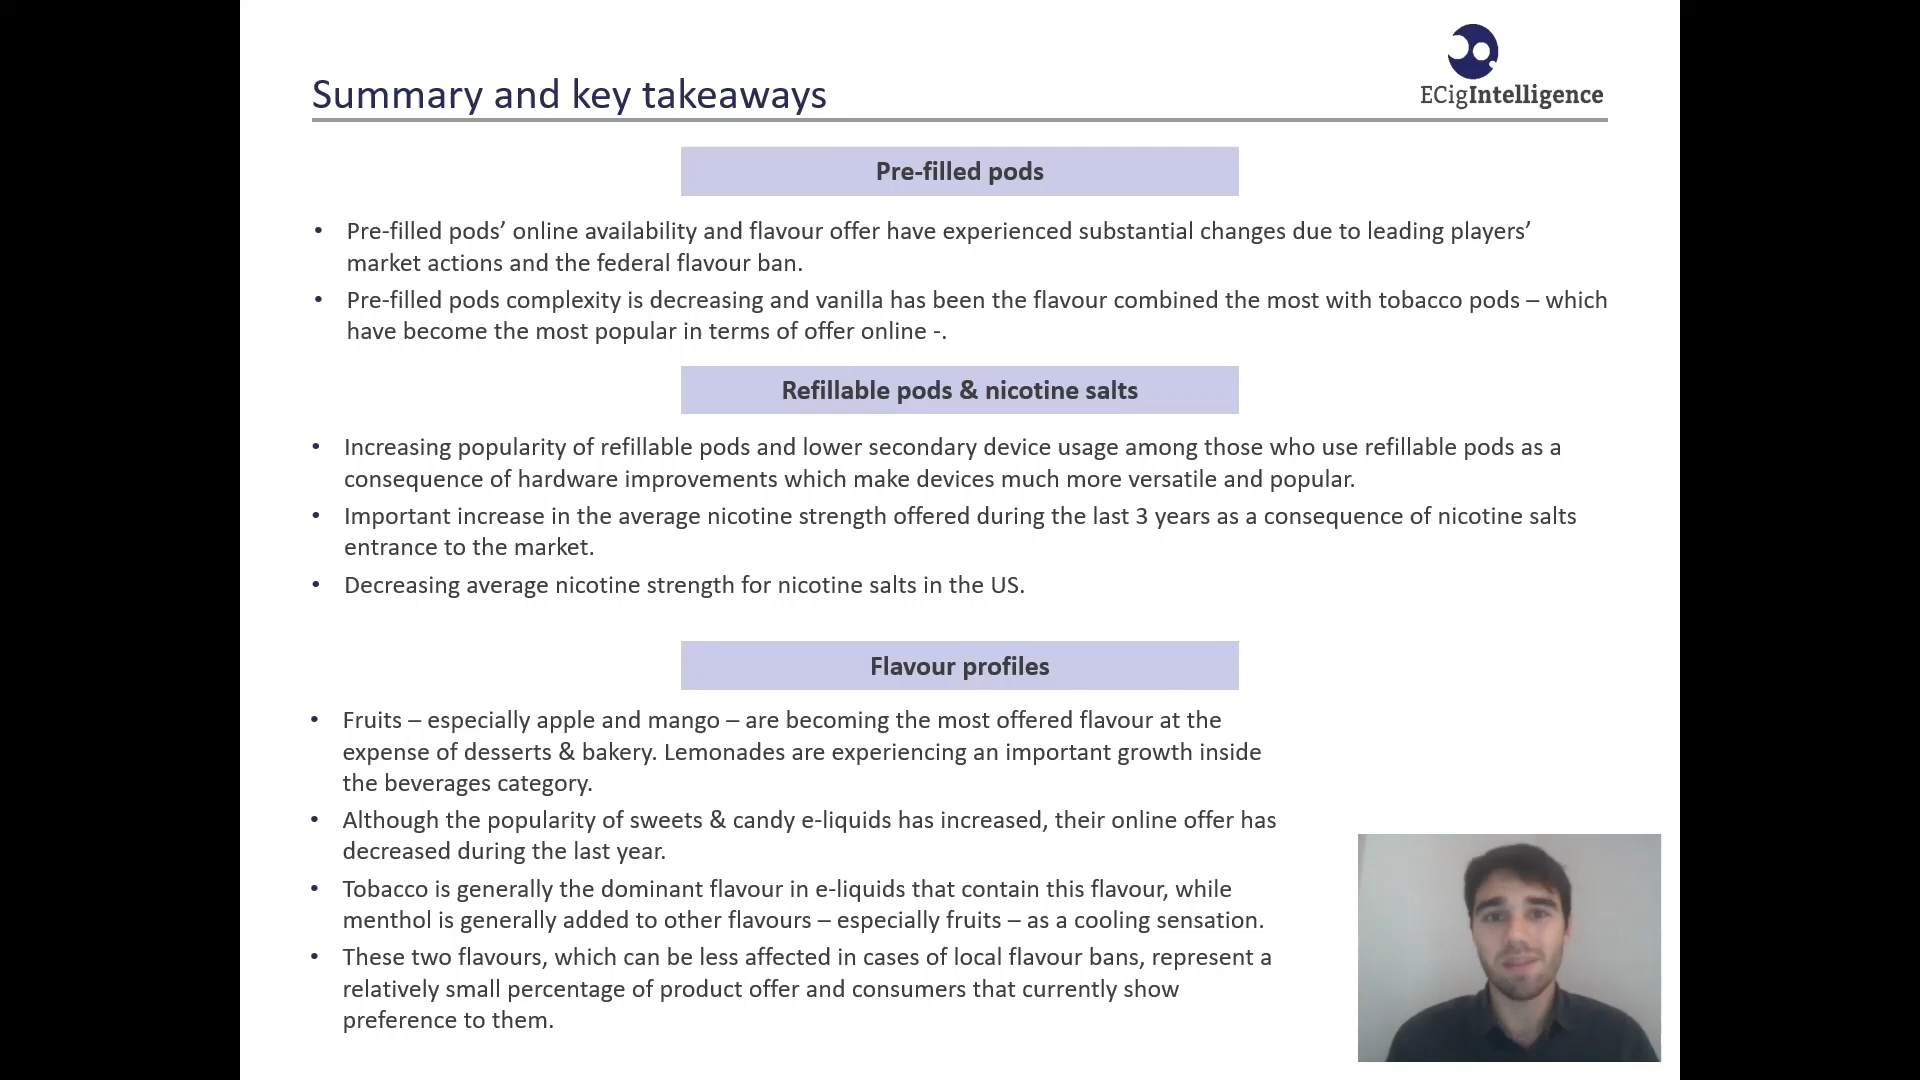 Summary and key takeaways
ECigIntelligence
Pre-filled pods
• Pre-filled pods’ online availability and flavour offer have experienced substantial changes due to leading players’
market actions and the federal flavour ban.
• Pre-filled pods complexity is decreasing and vanilla has been the flavour combined the most with tobacco pods – which
have become the most popular in terms of offer online -.
Refillable pods & nicotine salts
• Increasing popularity of refillable pods and lower secondary device usage among those who use refillable pods as a
consequence of hardware improvements which make devices much more versatile and popular.
• Important increase in the average nicotine strength offered during the last 3 years as a consequence of nicotine salts
entrance to the market.
• Decreasing average nicotine strength for nicotine salts in the US.
Flavour profiles
• Fruits – especially apple and mango – are becoming the most offered flavour at the
expense of desserts & bakery. Lemonades are experiencing an important growth inside
the beverages category.
• Although the popularity of sweets & candy e-liquids has increased, their online offer has
decreased during the last year.
• Tobacco is generally the dominant flavour in e-liquids that contain this flavour, while
menthol is generally added to other flavours – especially fruits – as a cooling sensation.
• These two flavours, which can be less affected in cases of local flavour bans, represent a
relatively small percentage of product offer and consumers that currently show
preference to them.